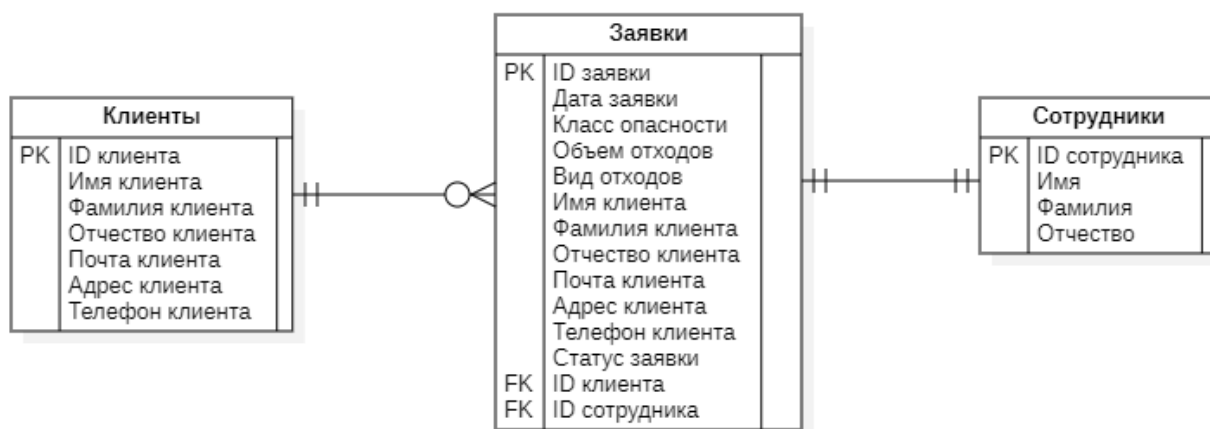 Клиенты
PK ID клиента
Имя клиента
Фамилия клиента
Отчество клиента
Почта клиента
Адрес клиента
Телефон клиента
Заявки
PK ID заявки
Дата заявки
Класс опасности
Объем отходов
Вид отходов
Имя клиента
Фамилия клиента
Отчество клиента
Почта клиента
Адрес клиента
Телефон клиента
Статус заявки
FK ID клиента
FK ID сотрудника
Сотрудники
PK ID сотрудника
Имя
Фамилия
Отчество